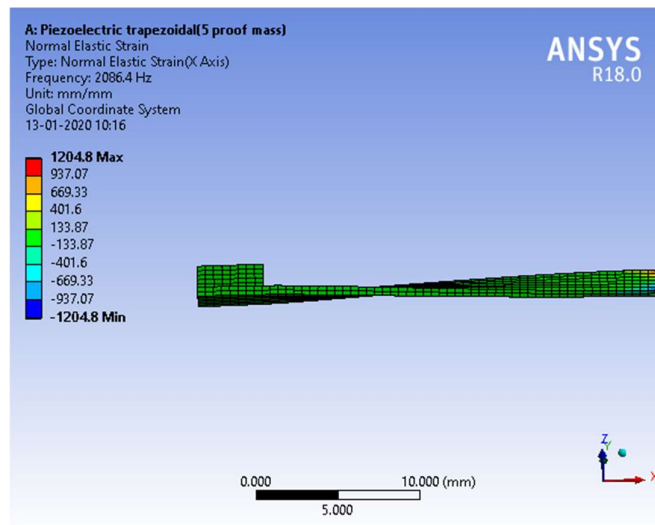 A: Piezoelectric trapezoidal(5 proof mass)
Normal Elastic Strain
Type: Normal Elastic Strain(X Axis)
Frequency: 2086.4 Hz
Unit: mm/mm
Global Coordinate System
13-01-2020 10:16
ANSYS
R18.0
1204.8 Max
937.07
669.33
401.6
133.87
-133.87
-401.6
-669.33
-937.07
-1204.8 Min
0.000 10.000 (mm)
5.000
Z
Y
X